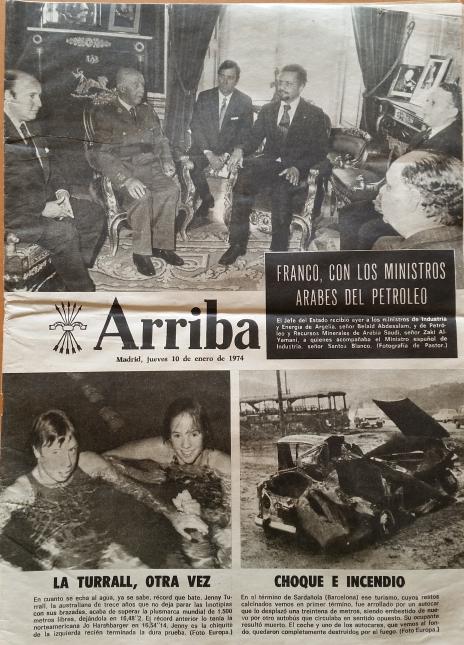 FRANCO, CON LOS MINISTROS
ARABES DEL PETROLEO
El Jefe del Estado recibió ayer a los ministros de Industria
y Energía de Argelia, señor Belaid Abdesslam, y de Petró-
leo y Recursos Minerales de Arabia Saudí, señor Zaki Al-
Yemani, a quienes acompañaba el Ministro español de
Industria, señor Santos Blanco. (Fotografía de Pastor.)
Arriba
Madrid, jueves 10 de enero de 1974
LA TURRALL, OTRA VEZ
En cuanto se echa al agua, ya se sabe, récord que bate. Jenny Tu-
rrall, la australiana de trece años que no deja parar las linotipias
con sus brazadas, acaba de superar la plusmarca mundial de 1.500
metros libres, dejándola en 16,48''2. El récord anterior lo tenía la
norteamericana Jo Harshbarger en 16,54''14. Jenny es la chiquita
de la izquierda recién terminada la dura prueba. (Foto Europa.)
CHOQUE E INCENDIO
En el término de Sardañola (Barcelona) ese turismo, cuyos restos
calcinados vemos en primer término, fue arrollado por un autocar
que lo desplazó una treintena de metros, siendo embestido de nue-
vo por otro autobús que circulaba en sentido opuesto. Su ocupante
resultó muerto. El coche y uno de los autocares, que vemos al fon-
do, quedaron completamente destruidos por el fuego. (Foto Europa.)